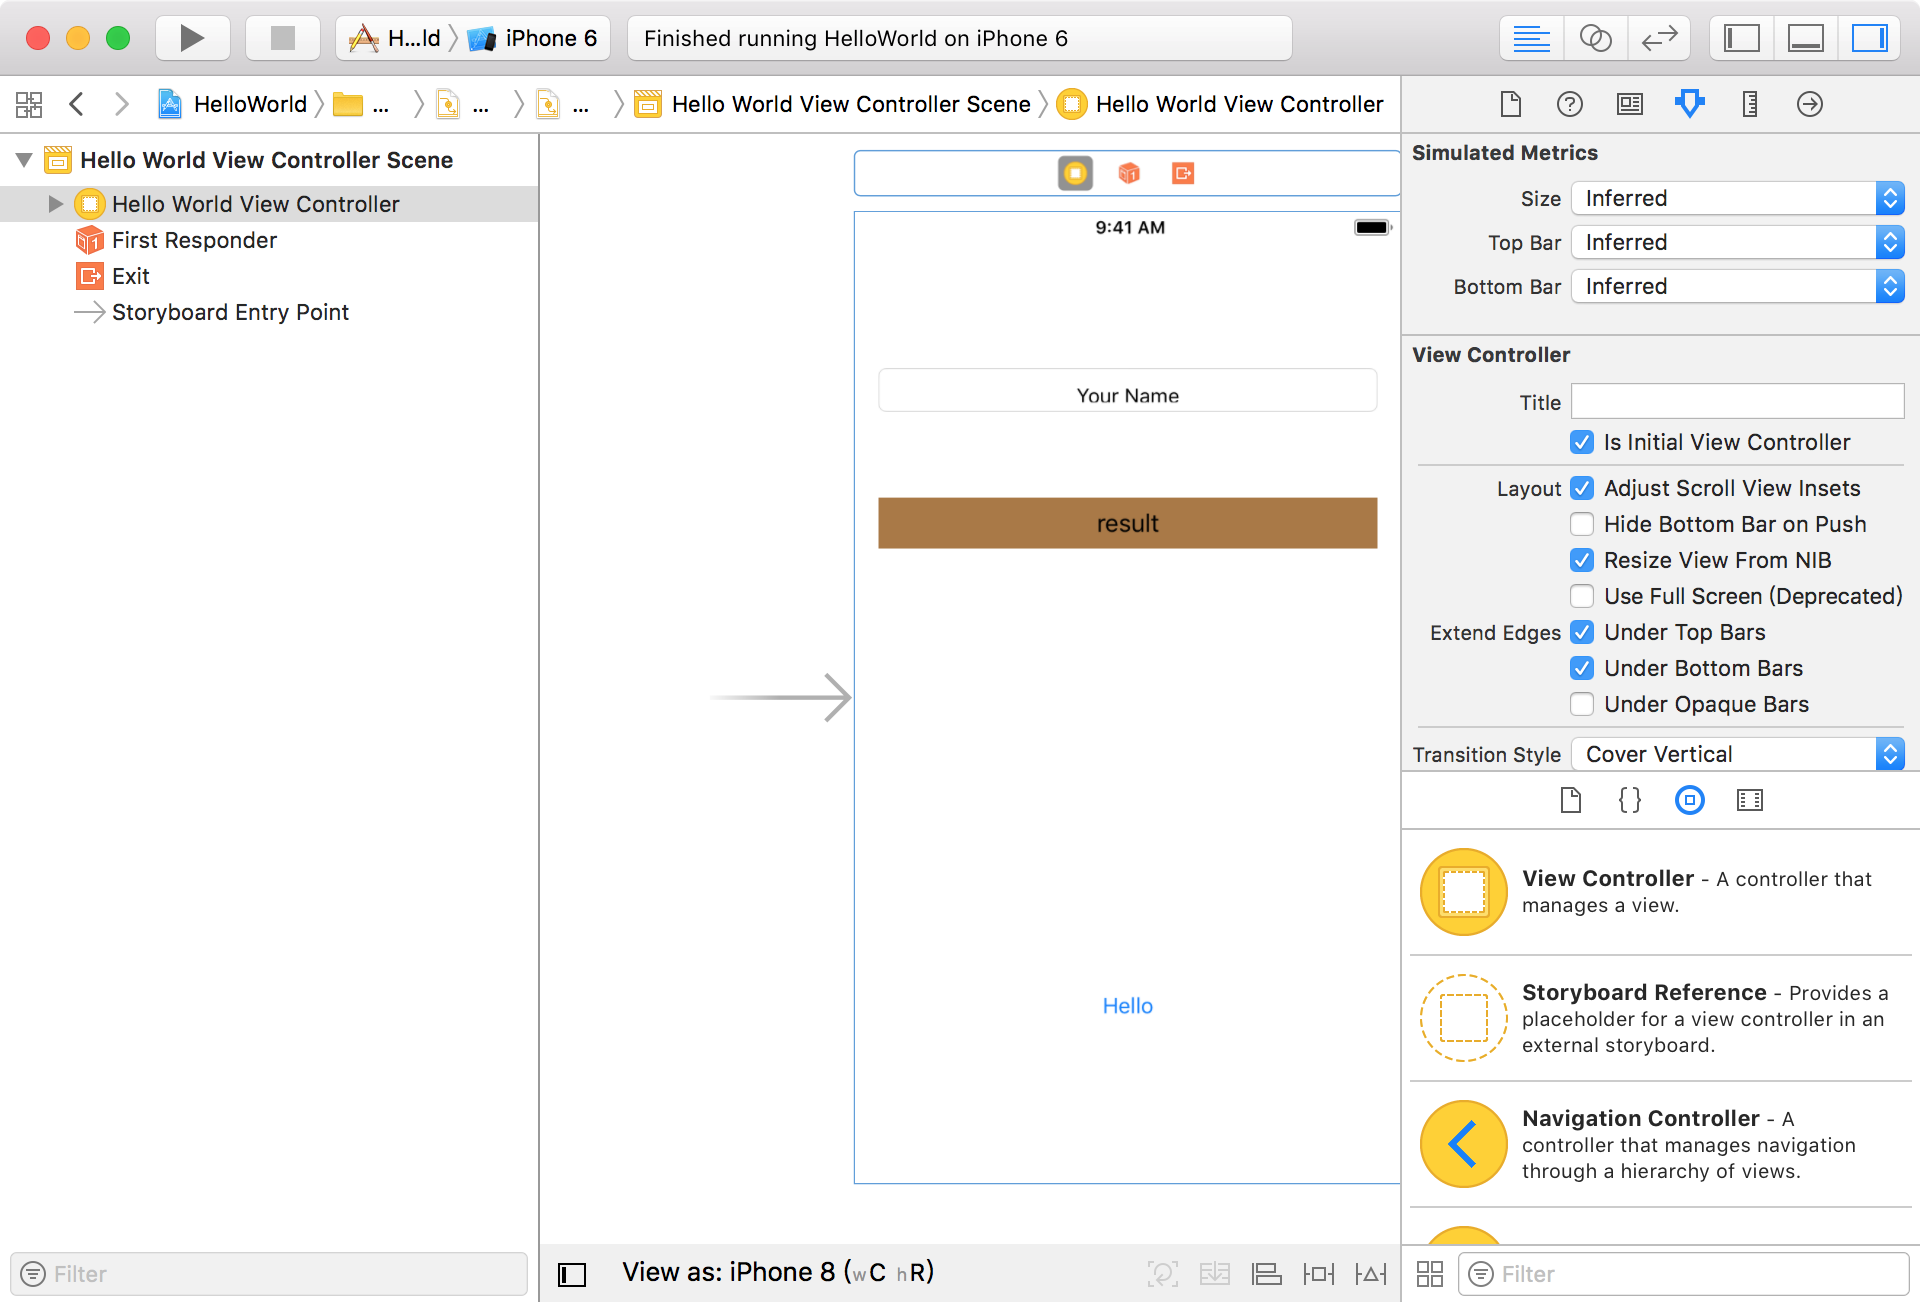 H...ld
iPhone 6
Finished running HelloWorld on iPhone 6
HelloWorld
...
...
...
Hello World View Controller Scene
Hello World View Controller
Hello World View Controller Scene
Hello World View Controller
First Responder
Exit
Storyboard Entry Point
Filter
9:41 AM
Your Name
result
Hello
View as: iPhone 8 (wC hR)
Simulated Metrics
Size Inferred
Top Bar Inferred
Bottom Bar Inferred
View Controller
Title
Is Initial View Controller
Layout Adjust Scroll View Insets
Hide Bottom Bar on Push
Resize View From NIB
Use Full Screen (Deprecated)
Extend Edges Under Top Bars
Under Bottom Bars
Under Opaque Bars
Transition Style Cover Vertical
{}
View Controller - A controller that
manages a view.
Storyboard Reference - Provides a
placeholder for a view controller in an
external storyboard.
Navigation Controller - A
controller that manages navigation
through a hierarchy of views.
Filter